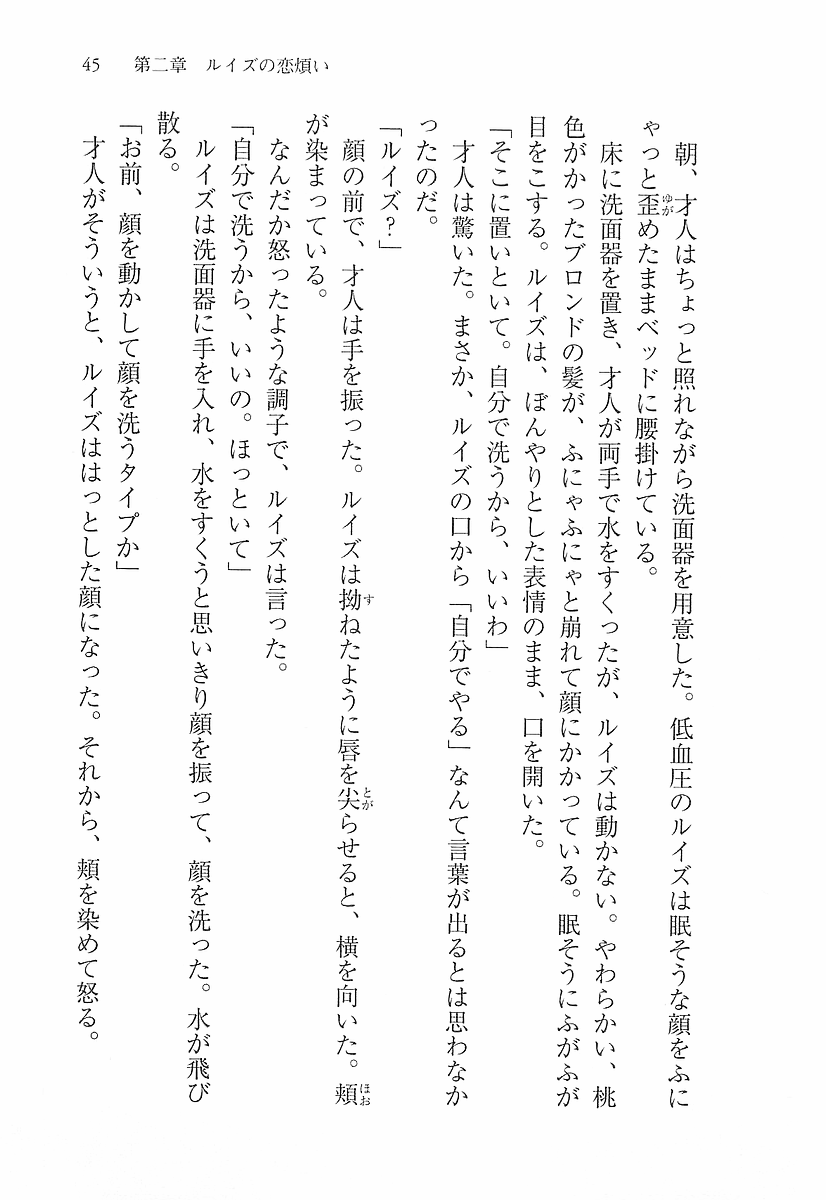 45　第二章　ルイズの恋煩い
　朝、才人はちょっと照れながら洗面器を用意した。低血圧のルイズは眠そうな顔をふに
ゃっと歪めたままベッドに腰掛けている。
　床に洗面器を置き、才人が両手で水をすくったが、ルイズは動かない。やわらかい、桃
色がかったブロンドの髪が、ふにゃふにゃと崩れて顔にかかっている。眠そうにふがふが
目をこする。ルイズは、ぼんやりとした表情のまま、口を開いた。
「そこに置いといて。自分で洗うから、いいわ」
　才人は驚いた。まさか、ルイズの口から「自分でやる」なんて言葉が出るとは思わなか
ったのだ。
「ルイズ？」
　顔の前で、才人は手を振った。ルイズは拗ねたように唇を尖らせると、横を向いた。頬
が染まっている。
　なんだか怒ったような調子で、ルイズは言った。
「自分で洗うから、いいの。ほっといて」
　ルイズは洗面器に手を入れ、水をすくうと思いきり顔を振って、顔を洗った。水が飛び
散る。
「お前、顔を動かして顔を洗うタイプか」
　才人がそういうと、ルイズははっとした顔になった。それから、頬を染めて怒る。